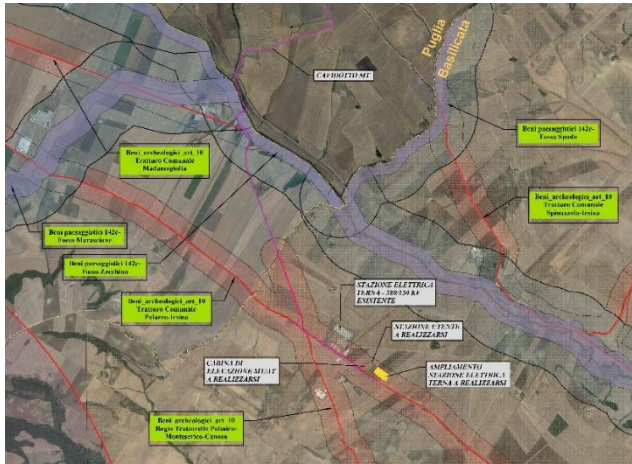 Puglia
Basilicata
CAVIDOTTO MT
Beni paesaggistici 142c-
Fosso Spada
Beni_archeologici_art_10
Tratturo Comunale
Madamagiulia
Beni_archeologici_art_10
Tratturo Comunale
Spinazzola-Irsina
Beni paesaggistici 142c-
Fosso Marascione
Beni paesaggistici 142c-
Fosso Zecchino
Beni_archeologici_art_10
Tratturo Comunale
Palazzo-Irsina
STAZIONE ELETTRICA
TERNA - 380/150 KV
ESISTENTE
STAZIONE UTENTE
A REALIZZARSI
CABINA DI
ELEVAZIONE MT/AT
A REALIZZARSI
AMPLIAMENTO
STAZIONE ELETTRICA
TERNA A REALIZZARSI
Beni_archeologici_art_10
Regio Tratturello Palmira-
Monteserico-Canosa